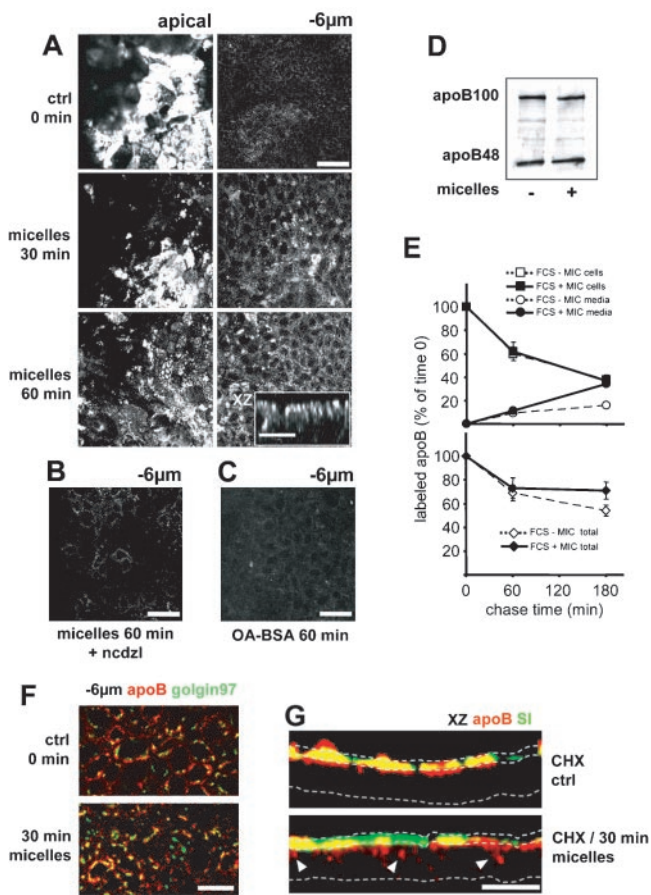 apical
-6µm
A
ctrl
0 min
micelles
30 min
micelles
60 min
XZ
B
-6µm
micelles 60 min
+ ncdzl
C
-6µm
OA-BSA 60 min
D
apoB100
apoB48
micelles
-
+
E
FCS - MIC cells
FCS + MIC cells
FCS - MIC media
FCS + MIC media
100
80
60
40
20
labeled apoB (% of time 0)
100
80
60
40
20
FCS - MIC total
FCS + MIC total
0
60
120
180
chase time (min)
F
-6µm apoB golgin97
ctrl
0 min
30 min
micelles
G
XZ apoB SI
CHX
ctrl
CHX / 30 min
micelles